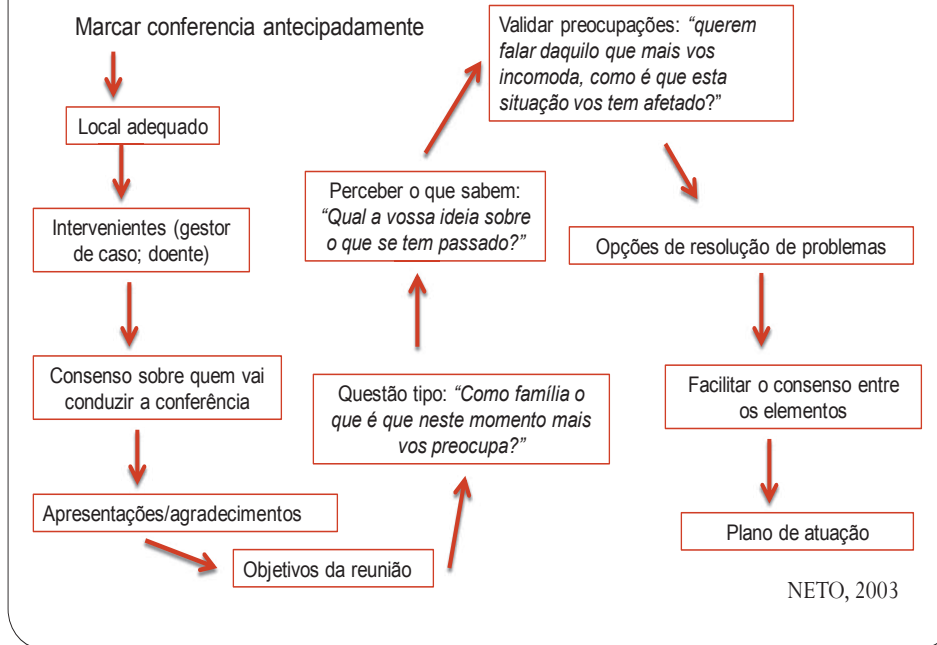 Marcar conferencia antecipadamente
Local adequado
Intervenientes (gestor
de caso; doente)
Consenso sobre quem vai
conduzir a conferência
Apresentações/agradecimentos
Objetivos da reunião
Questão tipo: “Como família o
que é que neste momento mais
vos preocupa?”
Perceber o que sabem:
“Qual a vossa ideia sobre
o que se tem passado?”
Validar preocupações: “querem
falar daquilo que mais vos
incomoda, como é que esta
situação vos tem afetado?”
Opções de resolução de problemas
Facilitar o consenso entre
os elementos
Plano de atuação
NETO, 2003